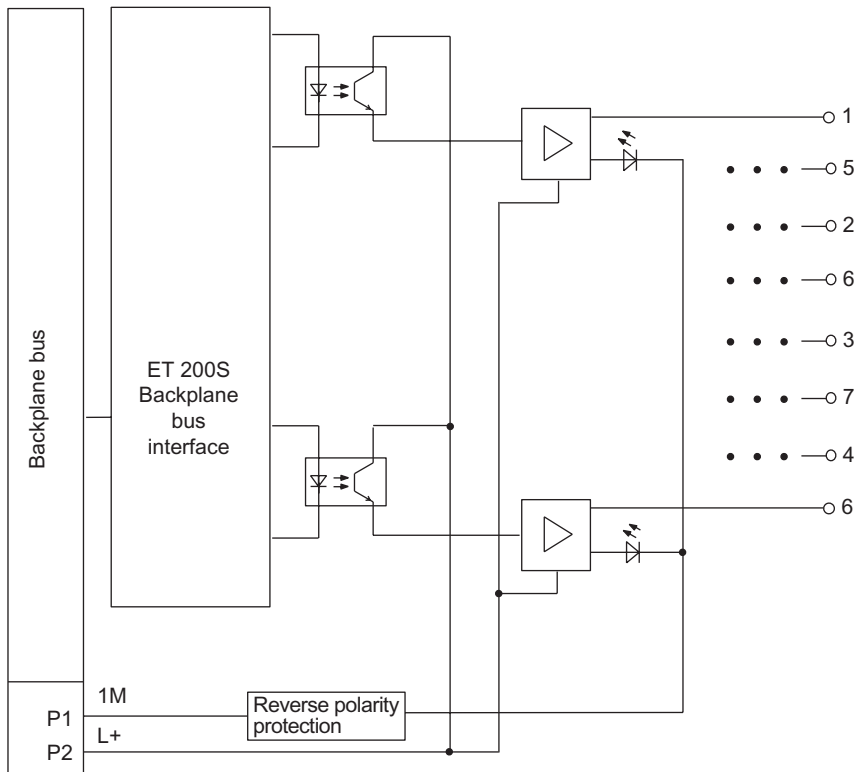 Backplane bus
ET 200S
Backplane
bus
interface
1
5
2
6
3
7
4
6
1M
P1
L+
P2
Reverse polarity
protection